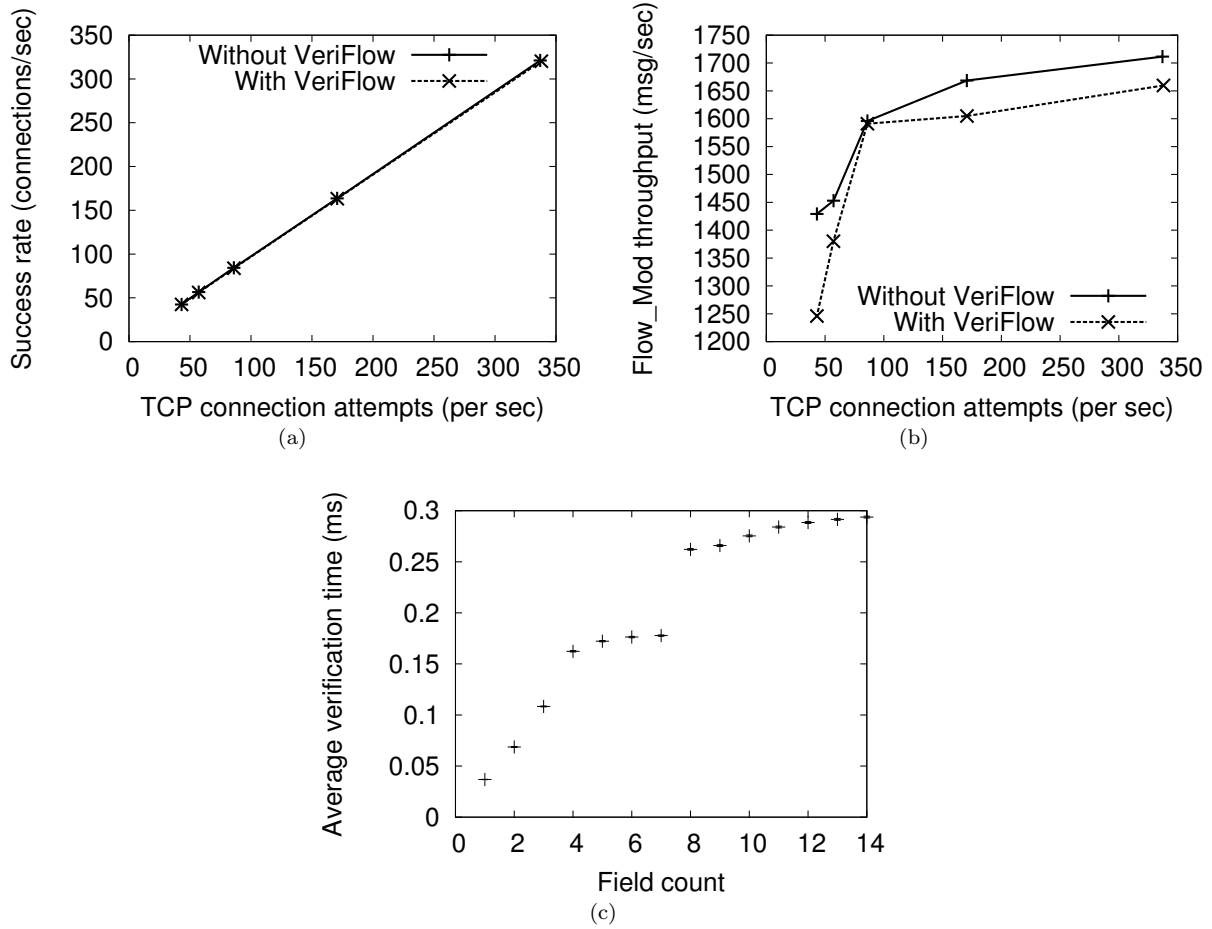 350
300
250
200
150
100
50
0
Success rate (connections/sec)
Without VeriFlow
With VeriFlow
0 50 100 150 200 250 300 350
TCP connection attempts (per sec)
(a)
1750
1700
1650
1600
1550
1500
1450
1400
1350
1300
1250
1200
Flow_Mod throughput (msg/sec)
Without VeriFlow
With VeriFlow
0 50 100 150 200 250 300 350
TCP connection attempts (per sec)
(b)
0.3
0.25
0.2
0.15
0.1
0.05
0
Average verification time (ms)
0 2 4 6 8 10 12 14
Field count
(c)